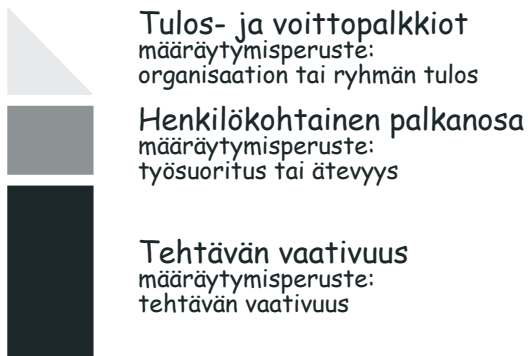 Tulos- ja voittopalkkiot
määräytymisperuste:
organisaation tai ryhmän tulos
Henkilökohtainen palkanosa
määräytymisperuste:
työsuoritus tai ätevyys
Tehtävän vaativuus
määräytymisperuste:
tehtävän vaativuus